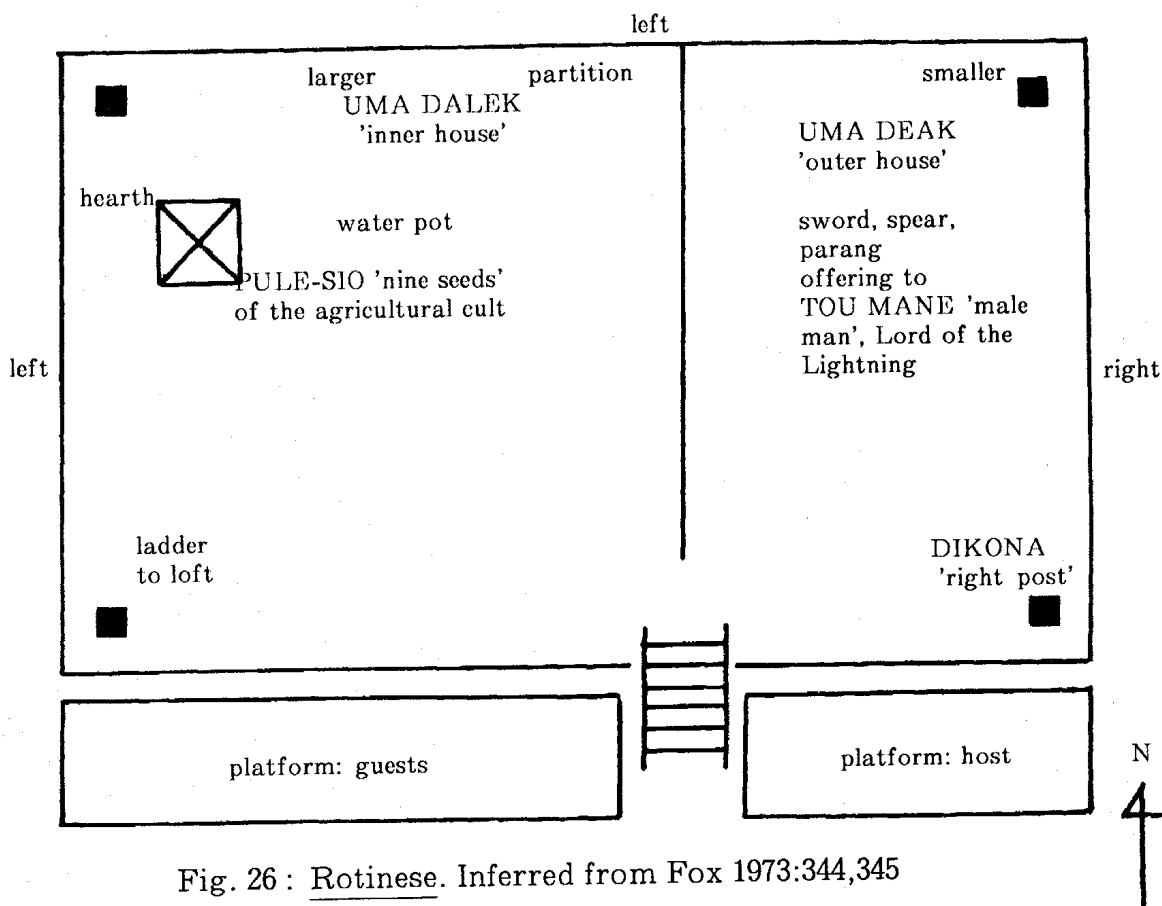 left
larger partition smaller
UMA DALEK
'inner house'
UMA DEAK
'outer house'
hearth
water pot
PULE-SIO 'nine seeds'
of the agricultural cult
sword, spear,
parang
offering to
TOU MANE 'male
man', Lord of the
Lightning
left
right
ladder
to loft
DIKONA
'right post'
platform: guests
platform: host
N
Fig. 26 : Rotinese. Inferred from Fox 1973:344,345